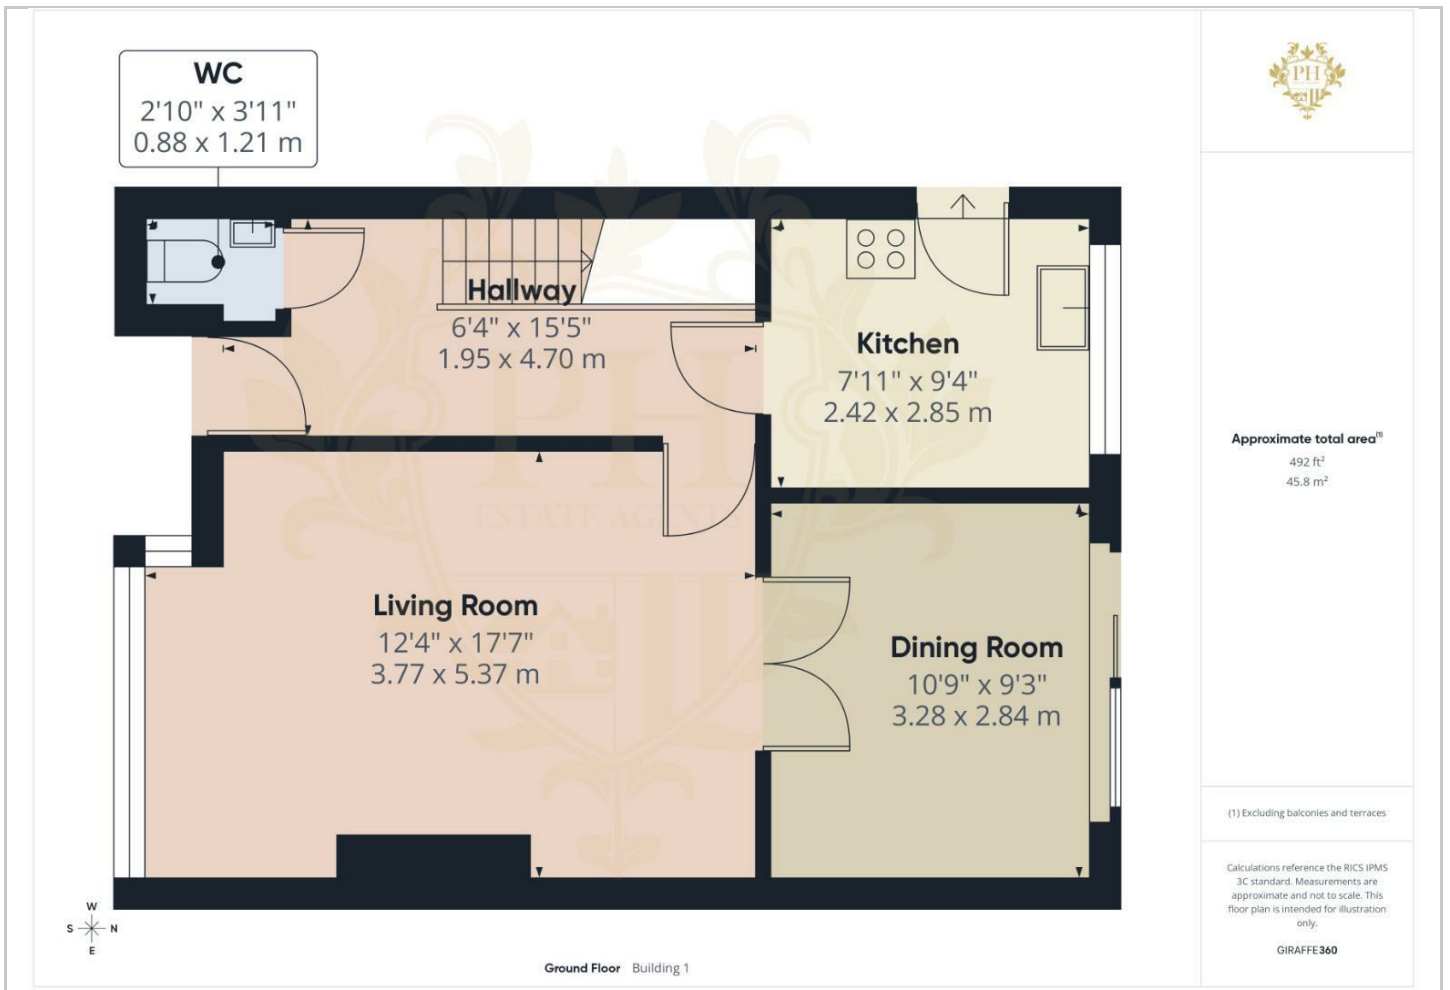 WC
2'10" x 3'11"
0.88 x 1.21 m
Hallway
6'4" x 15'5"
1.95 x 4.70 m
Kitchen
7'11" x 9'4"
2.42 x 2.85 m
Living Room
12'4" x 17'7"
3.77 x 5.37 m
Dining Room
10'9" x 9'3"
3.28 x 2.84 m
PH
ESTATE AGENTS
W
S N
E
Ground Floor Building 1
PH
Approximate total area(1)
492 ft²
45.8 m²
(1) Excluding balconies and terraces
Calculations reference the RICS IPMS
3C standard. Measurements are
approximate and not to scale. This
floor plan is intended for illustration
only.
GIRAFFE360